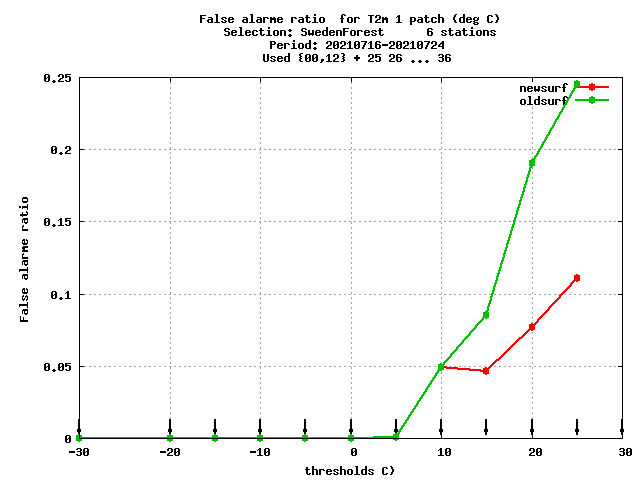 False alarme ratio  for T2m 1 patch (deg C)
Selection: SwedenForest      6 stations
Period: 20210716-20210724
Used {00,12} + 25 26 ... 36
newsurf
oldsurf
0.25
0.2
0.15
0.1
0.05
0
False alarme ratio
-30 -20 -10 0 10 20 30
thresholds C)